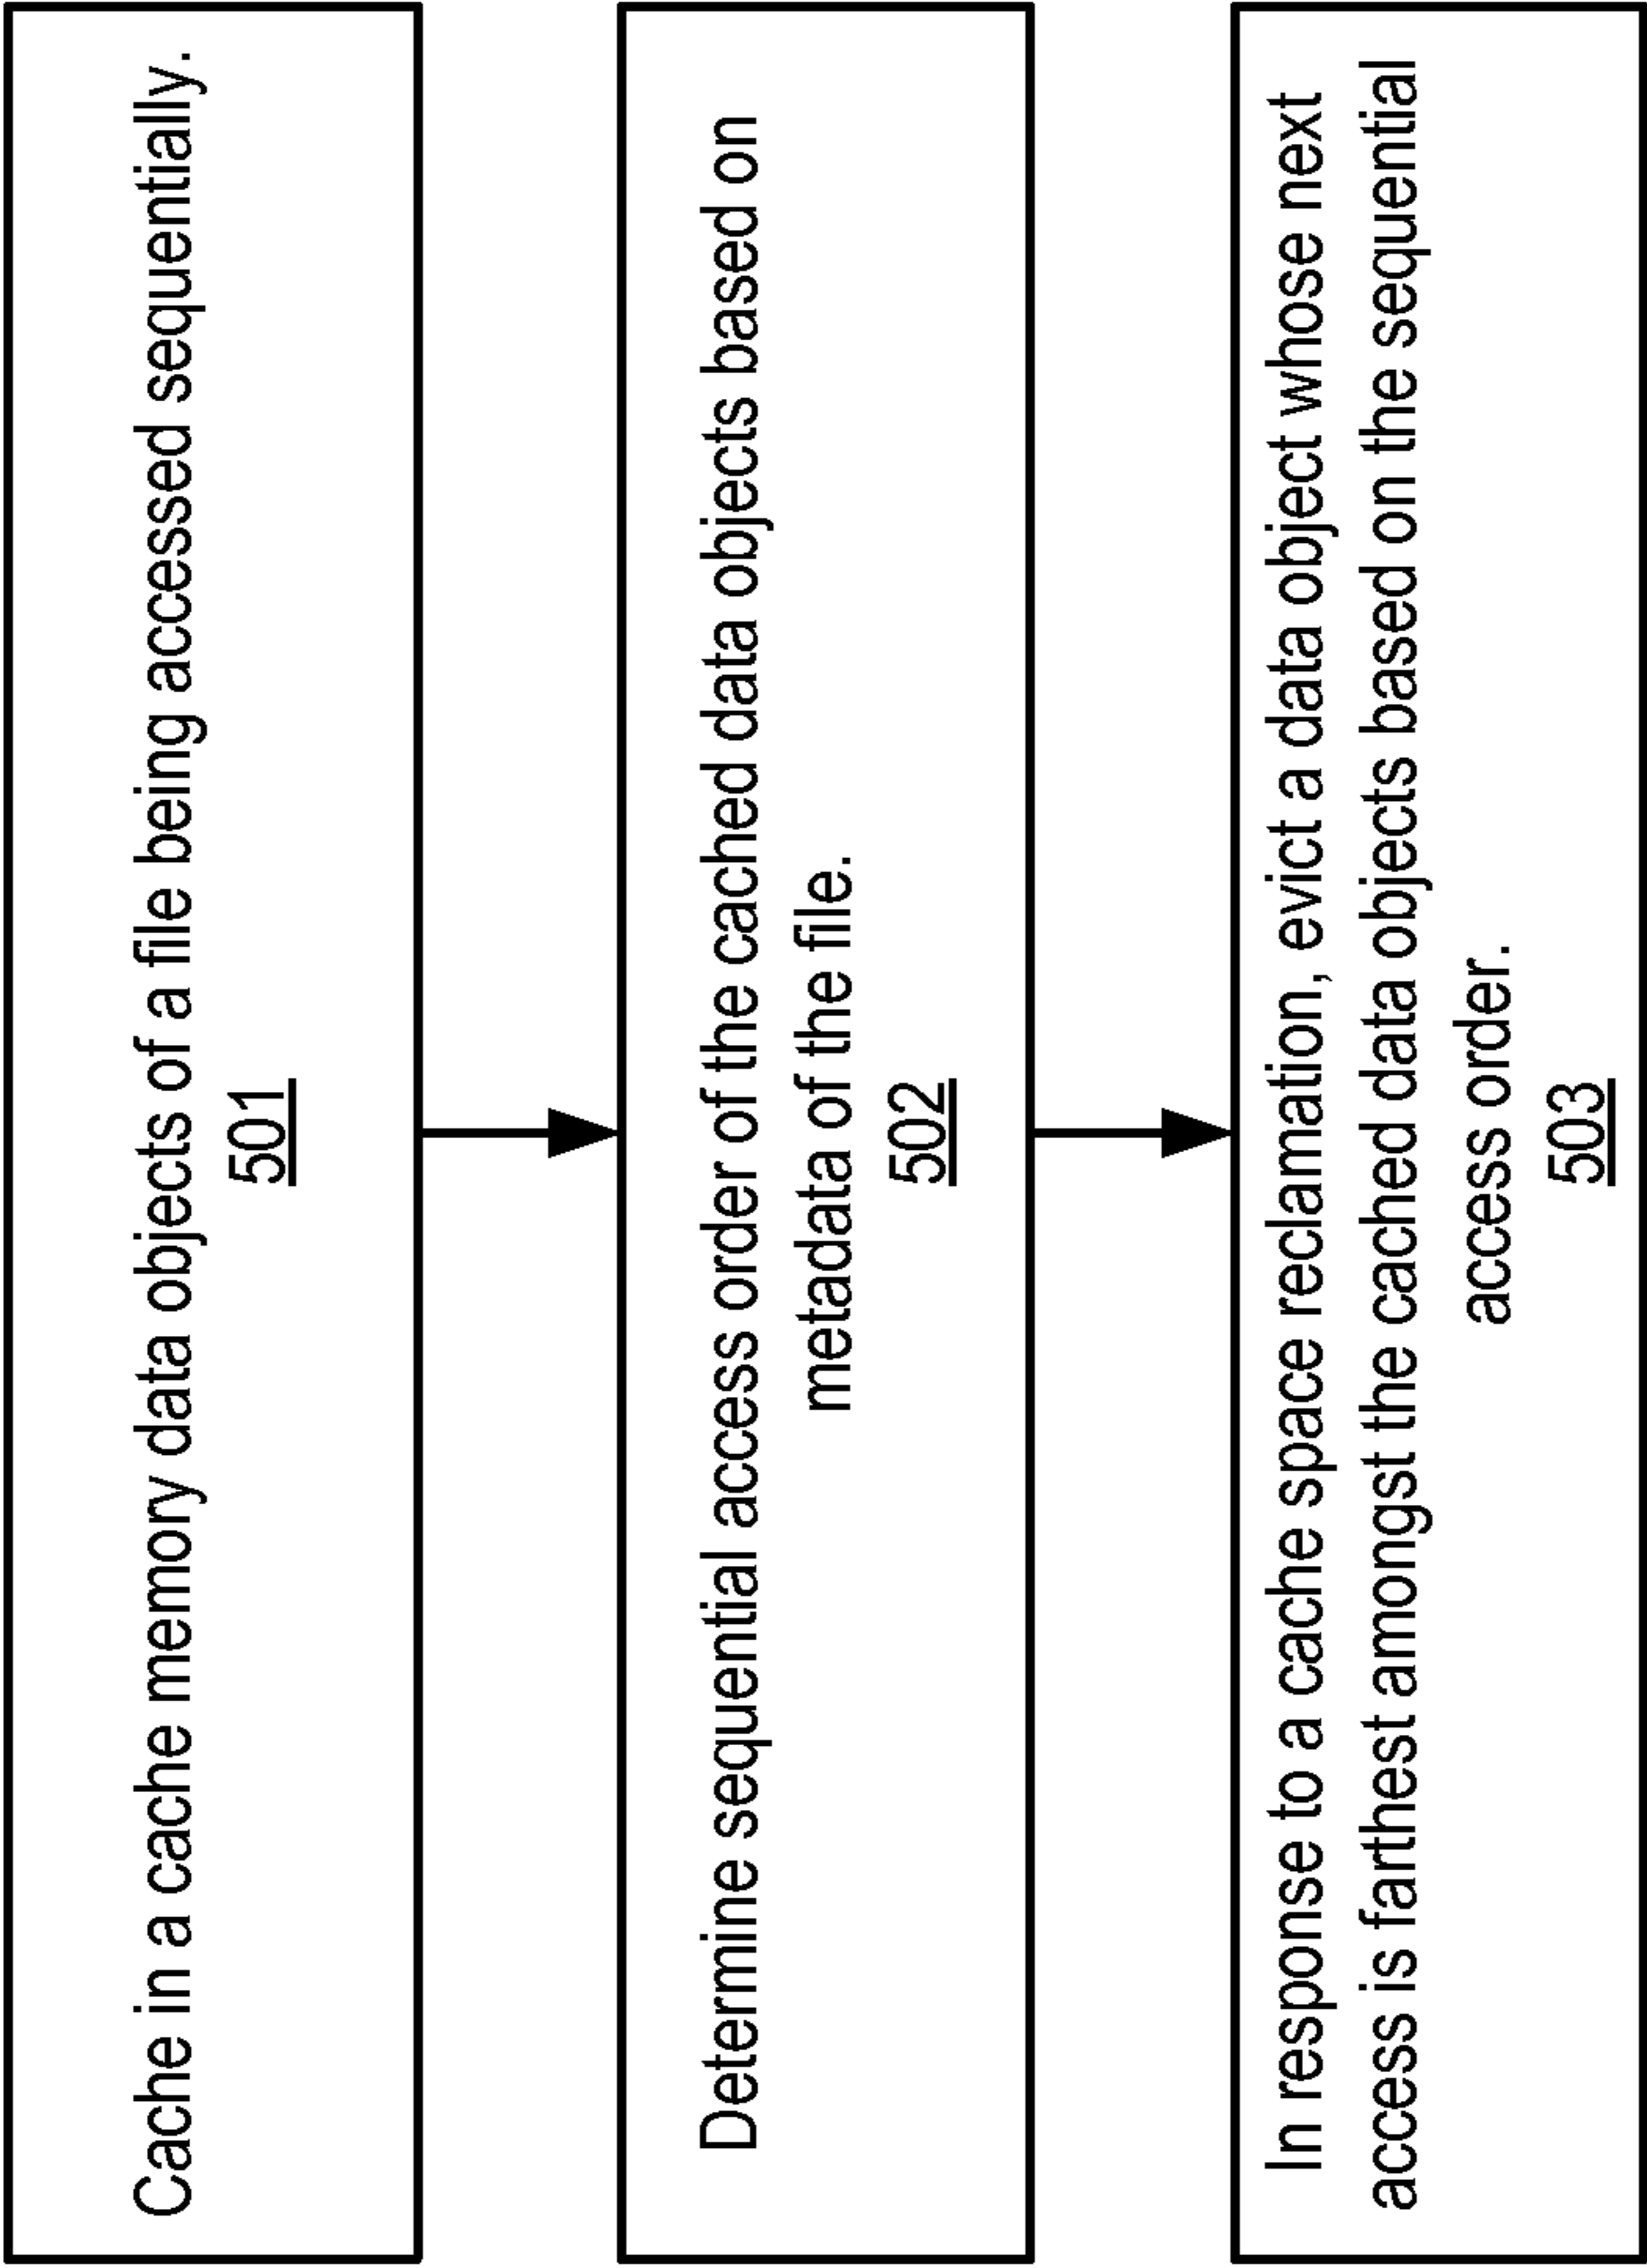 Cache in a cache memory data objects of a file being accessed sequentially.
501
Determine sequential access order of the cached data objects based on
metadata of the file.
502
In response to a cache space reclamation, evict a data object whose next
access is farthest amongst the cached data objects based on the sequential
access order.
503